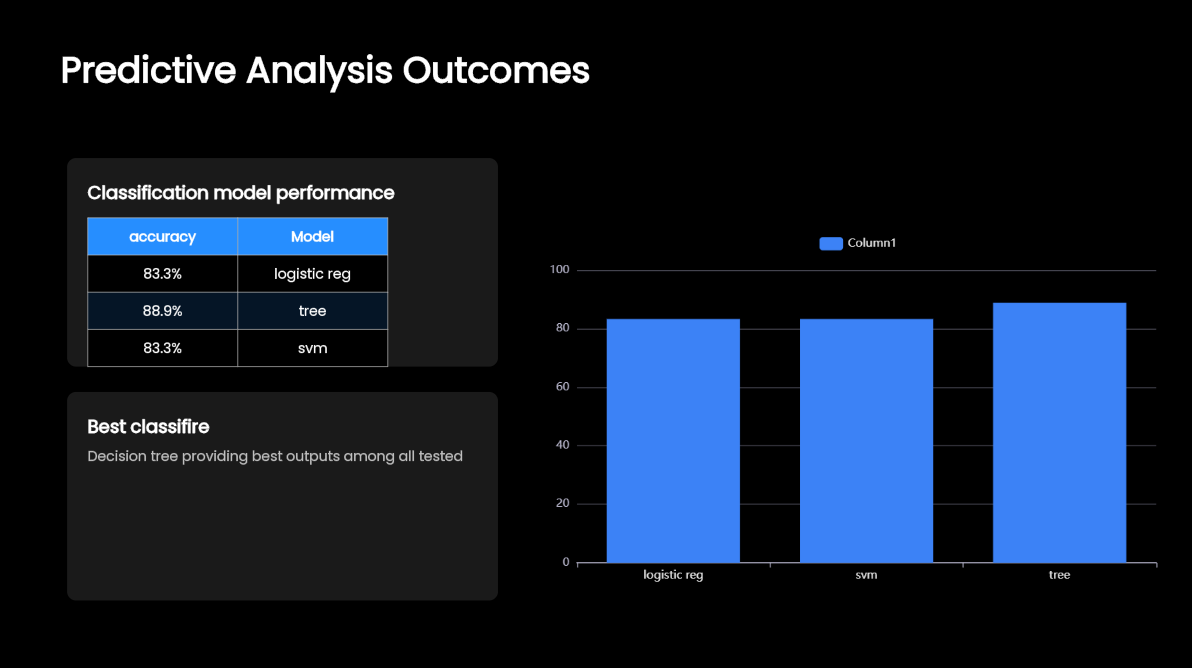 Predictive Analysis Outcomes
Classification model performance
accuracy Model
83.3% logistic reg
88.9% tree
83.3% svm
Best classifire
Decision tree providing best outputs among all tested
Column1
100
80
60
40
20
0
logistic reg svm tree